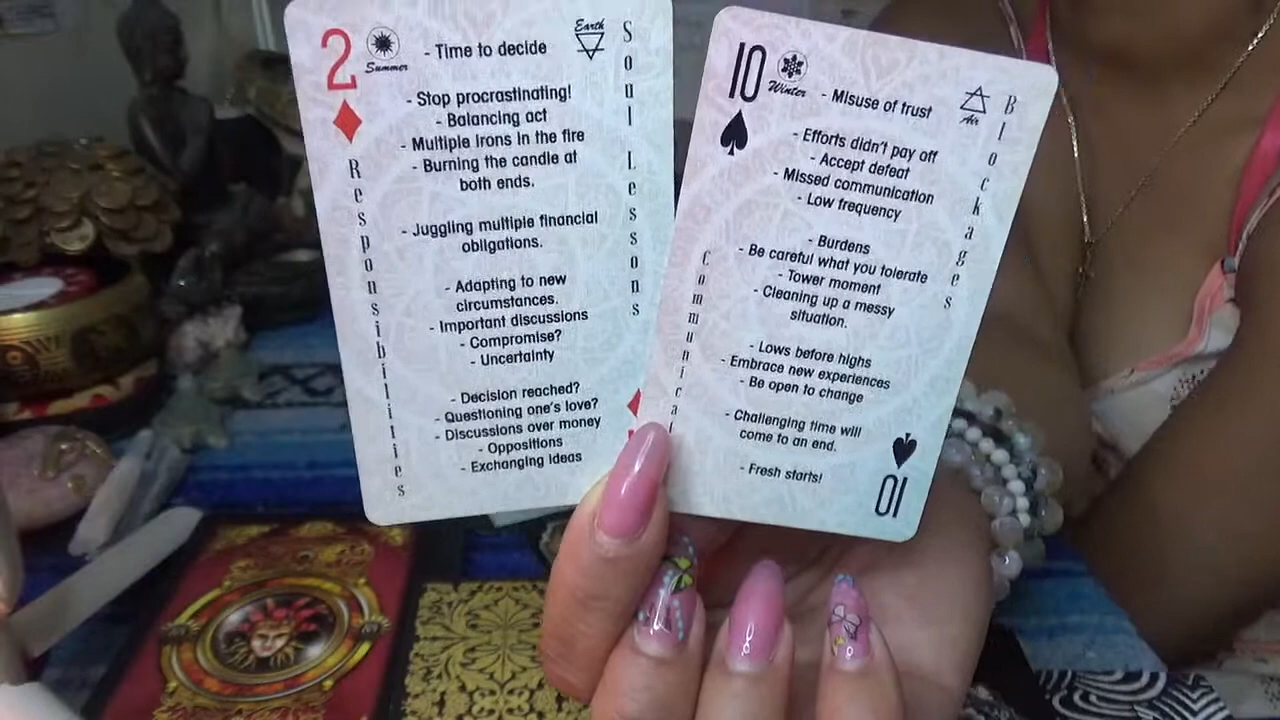 2
Summer
- Time to decide
Earth
Soul Lessons
- Stop procrastinating!
- Balancing act
- Multiple irons in the fire
- Burning the candle at
both ends.
- Juggling multiple financial
obligations.
- Adapting to new
circumstances.
- Important discussions
- Compromise?
- Uncertainty
- Decision reached?
- Questioning one's love?
- Discussions over money
- Oppositions
- Exchanging ideas
Responsibilities
10
Winter
- Misuse of trust
Air
Blockages
- Efforts didn't pay off
- Accept defeat
- Missed communication
- Low frequency
- Burdens
- Be careful what you tolerate
- Tower moment
- Cleaning up a messy
situation.
- Lows before highs
- Embrace new experiences
- Be open to change
- Challenging time will
come to an end.
- Fresh starts!
10